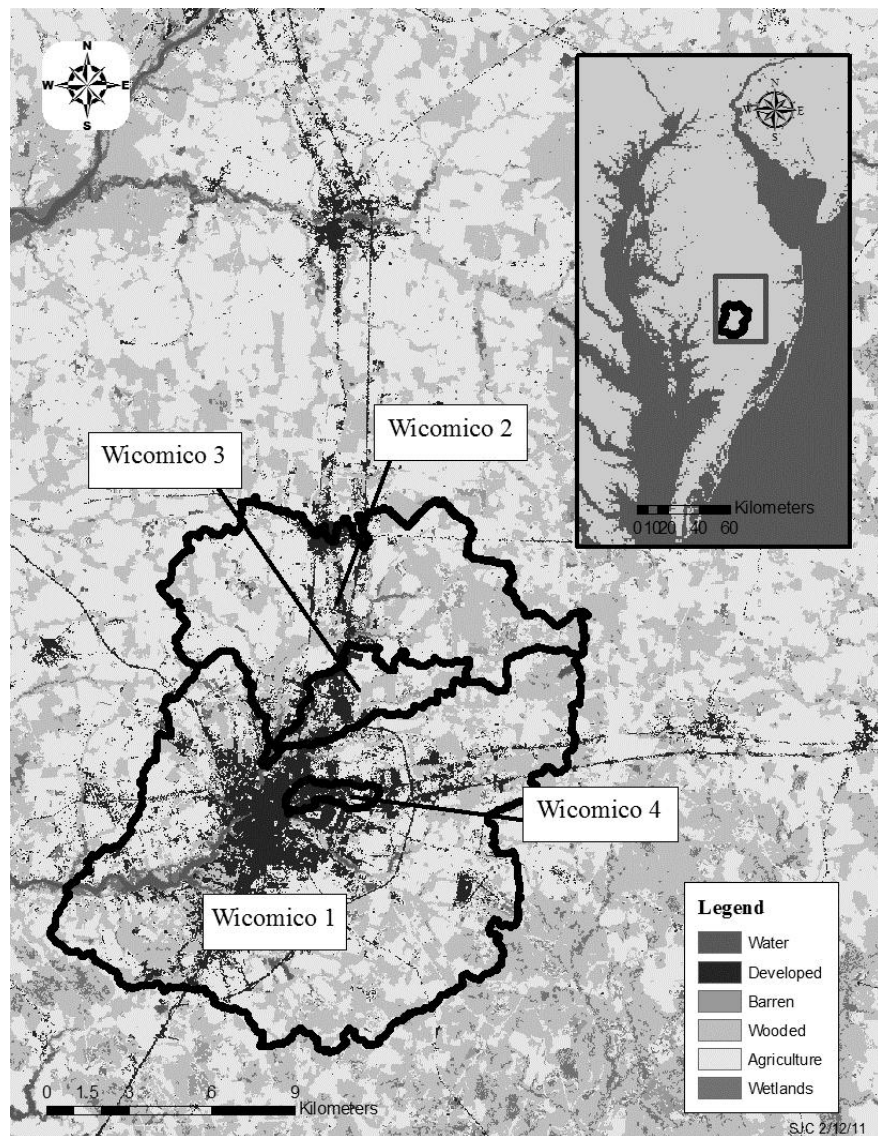 N
W E
S
N
W E
S
Kilometers
0 10 20 40 60
Wicomico 2
Wicomico 3
Wicomico 4
Wicomico 1
Legend
Water
Developed
Barren
Wooded
Agriculture
Wetlands
0 1.5 3 6 9
Kilometers
SJC 2/12/11